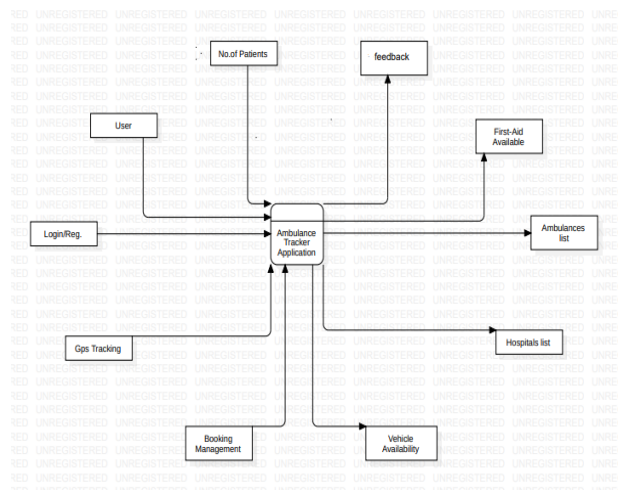 No.of Patients
feedback
User
First-Aid
Available
Login/Reg.
Ambulance
Tracker
Application
Ambulances
list
Gps Tracking
Hospitals list
Booking
Management
Vehicle
Availability
UNREGISTERED